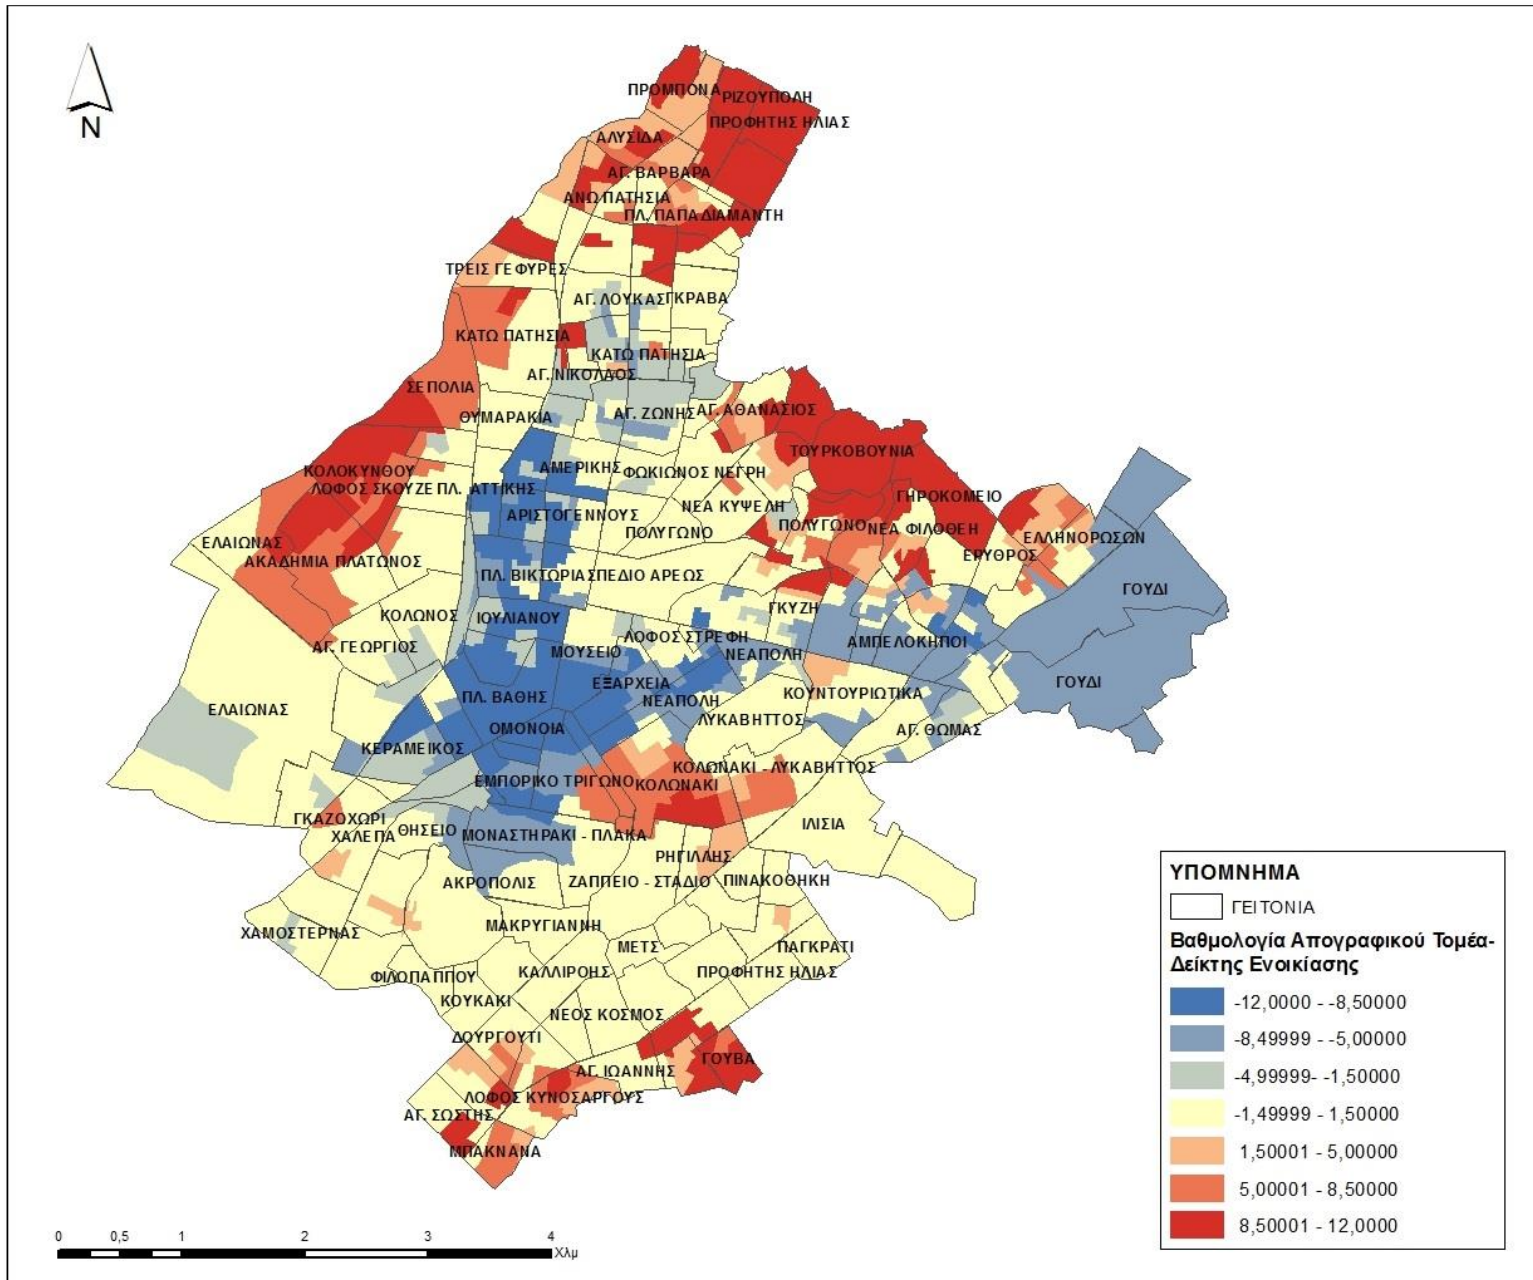 N
ΠΡΟΜΠΟΝΑ
ΡΙΖΟΥΠΟΛΗ
ΠΡΟΦΗΤΗΣ ΗΛΙΑΣ
ΑΛΥΣΙΔΑ
ΑΓ. ΒΑΡΒΑΡΑ
ΑΝΩ ΠΑΤΗΣΙΑ
ΠΛ. ΠΑΠΑΔΙΑΜΑΝΤΗ
ΤΡΕΙΣ ΓΕΦΥΡΕΣ
ΑΓ. ΛΟΥΚΑΣ
ΓΚΡΑΒΑ
ΚΑΤΩ ΠΑΤΗΣΙΑ
ΚΑΤΩ ΠΑΤΗΣΙΑ
ΑΓ. ΝΙΚΟΛΑΟΣ
ΣΕΠΟΛΙΑ
ΘΥΜΑΡΑΚΙΑ
ΑΓ. ΖΩΝΗΣ
ΑΓ. ΑΘΑΝΑΣΙΟΣ
ΤΟΥΡΚΟΒΟΥΝΙΑ
ΚΟΛΟΚΥΝΘΟΥ
ΑΜΕΡΙΚΗΣ
ΦΩΚΙΩΝΟΣ ΝΕΓΡΗ
ΛΟΦΟΣ ΣΚΟΥΖΕ
ΠΛ. ΑΤΤΙΚΗΣ
ΓΗΡΟΚΟΜΕΙΟ
ΑΡΙΣΤΟΓΕΝΝΟΥΣ
ΝΕΑ ΚΥΨΕΛΗ
ΠΟΛΥΓΩΝΟ
ΠΟΛΥΓΩΝΟ
ΝΕΑ ΦΙΛΟΘΕΗ
ΕΛΛΗΝΟΡΩΣΩΝ
ΕΛΑΙΩΝΑΣ
ΑΚΑΔΗΜΙΑ ΠΛΑΤΩΝΟΣ
ΕΡΥΘΡΟΣ
ΠΛ. ΒΙΚΤΩΡΙΑΣ
ΠΕΔΙΟ ΑΡΕΩΣ
ΓΟΥΔΙ
ΚΟΛΩΝΟΣ
ΙΟΥΛΙΑΝΟΥ
ΓΚΥΖΗ
ΑΓ. ΓΕΩΡΓΙΟΣ
ΛΟΦΟΣ ΣΤΡΕΦΗ
ΑΜΠΕΛΟΚΗΠΟΙ
ΜΟΥΣΕΙΟ
ΝΕΑΠΟΛΗ
ΕΞΑΡΧΕΙΑ
ΓΟΥΔΙ
ΠΛ. ΒΑΘΗΣ
ΝΕΑΠΟΛΗ
ΚΟΥΝΤΟΥΡΙΩΤΙΚΑ
ΕΛΑΙΩΝΑΣ
ΛΥΚΑΒΗΤΤΟΣ
ΟΜΟΝΟΙΑ
ΑΓ. ΘΩΜΑΣ
ΚΕΡΑΜΕΙΚΟΣ
ΚΟΛΩΝΑΚΙ - ΛΥΚΑΒΗΤΤΟΣ
ΕΜΠΟΡΙΚΟ ΤΡΙΓΩΝΟ
ΚΟΛΩΝΑΚΙ
ΓΚΑΖΟΧΩΡΙ
ΙΛΙΣΙΑ
ΧΑΛΕΠΑ
ΘΗΣΕΙΟ
ΜΟΝΑΣΤΗΡΑΚΙ - ΠΛΑΚΑ
ΡΗΓΙΛΛΗΣ
ΑΚΡΟΠΟΛΙΣ
ΖΑΠΠΕΙΟ - ΣΤΑΔΙΟ
ΠΙΝΑΚΟΘΗΚΗ
ΜΑΚΡΥΓΙΑΝΝΗ
ΧΑΜΟΣΤΕΡΝΑΣ
ΜΕΤΣ
ΠΑΓΚΡΑΤΙ
ΦΙΛΟΠΑΠΠΟΥ
ΚΑΛΛΙΡΟΗΣ
ΠΡΟΦΗΤΗΣ ΗΛΙΑΣ
ΚΟΥΚΑΚΙ
ΝΕΟΣ ΚΟΣΜΟΣ
ΔΟΥΡΓΟΥΤΙ
ΓΟΥΒΑ
ΑΓ. ΙΩΑΝΝΗΣ
ΛΟΦΟΣ ΚΥΝΟΣΑΡΓΟΥΣ
ΑΓ. ΣΩΣΤΗΣ
ΜΠΑΚΝΑΝΑ
ΥΠΟΜΝΗΜΑ
ΓΕΙΤΟΝΙΑ
Βαθμολογία Απογραφικού Τομέα-
Δείκτης Ενοικίασης
-12,0000 - -8,50000
-8,49999 - -5,00000
-4,99999- -1,50000
-1,49999 - 1,50000
1,50001 - 5,00000
5,00001 - 8,50000
8,50001 - 12,0000
0 0,5 1 2 3 4
Χλμ